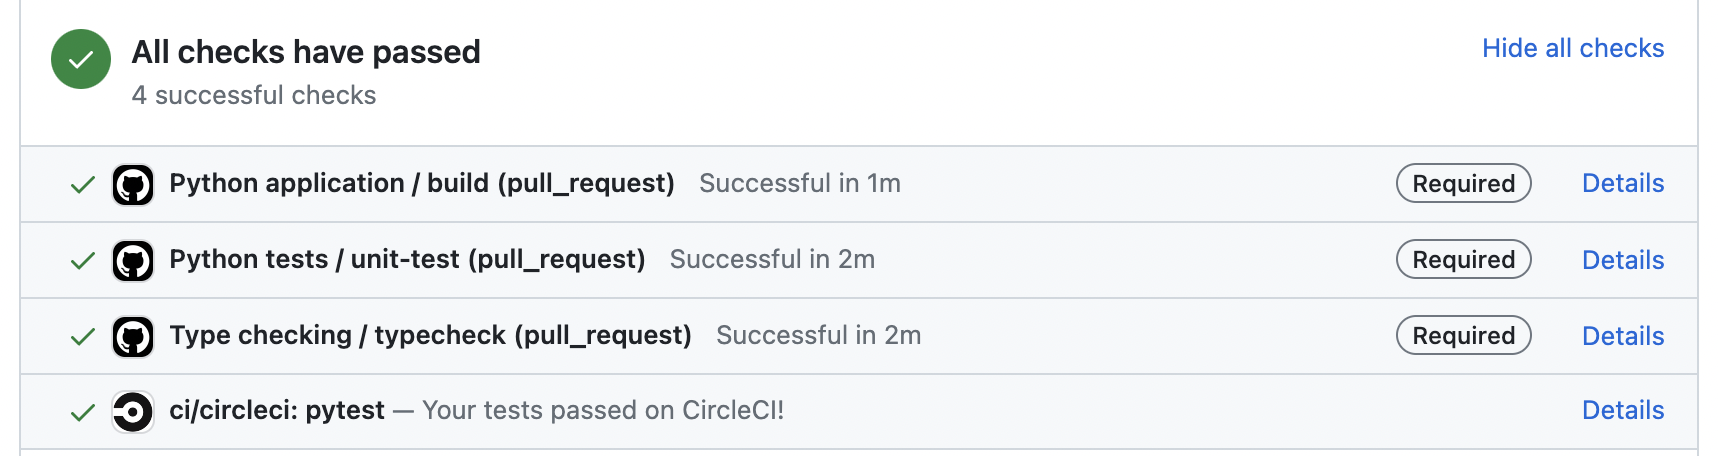 All checks have passed
Hide all checks
4 successful checks
Python application / build (pull_request) Successful in 1m Required Details
Python tests / unit-test (pull_request) Successful in 2m Required Details
Type checking / typecheck (pull_request) Successful in 2m Required Details
ci/circleci: pytest — Your tests passed on CircleCI! Details